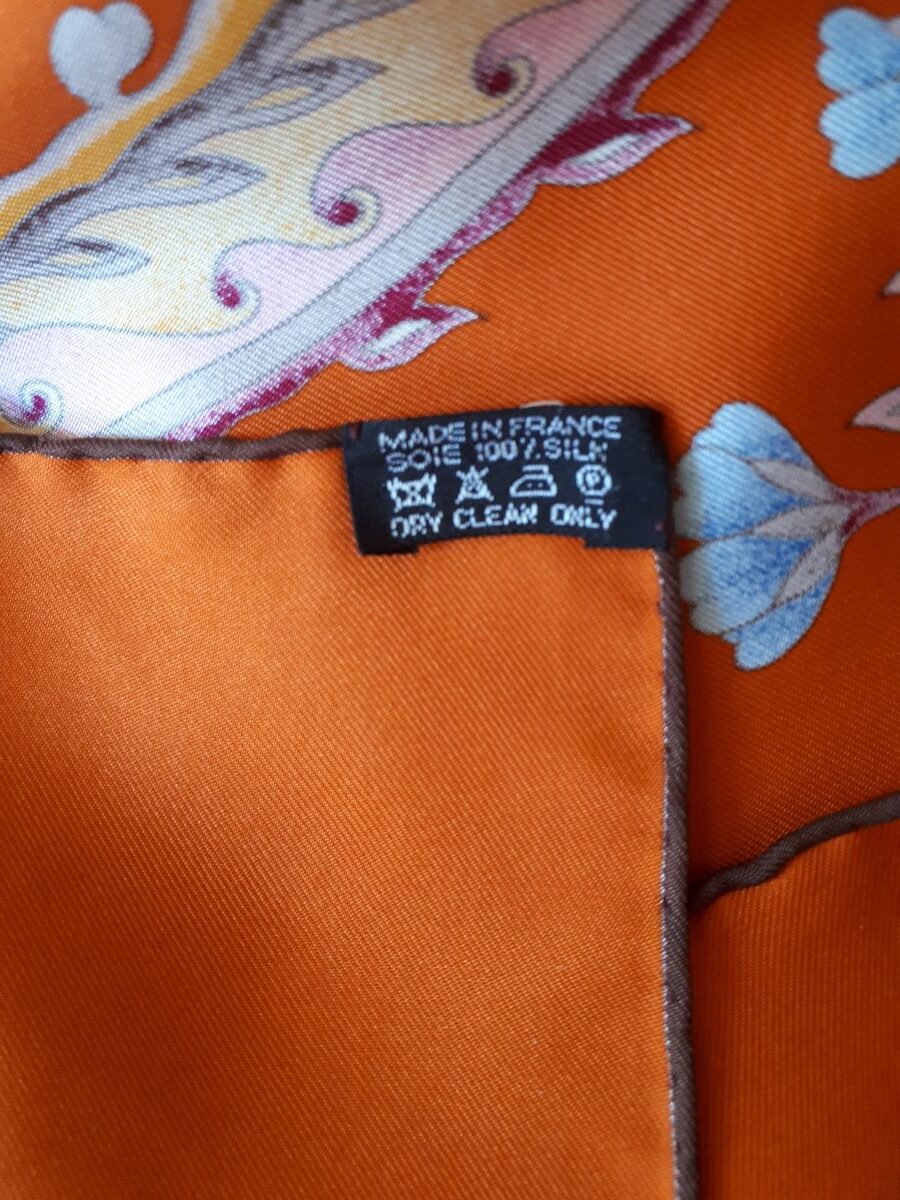 MADE IN FRANCE
SOIE 100% SILK
P
DRY CLEAN ONLY